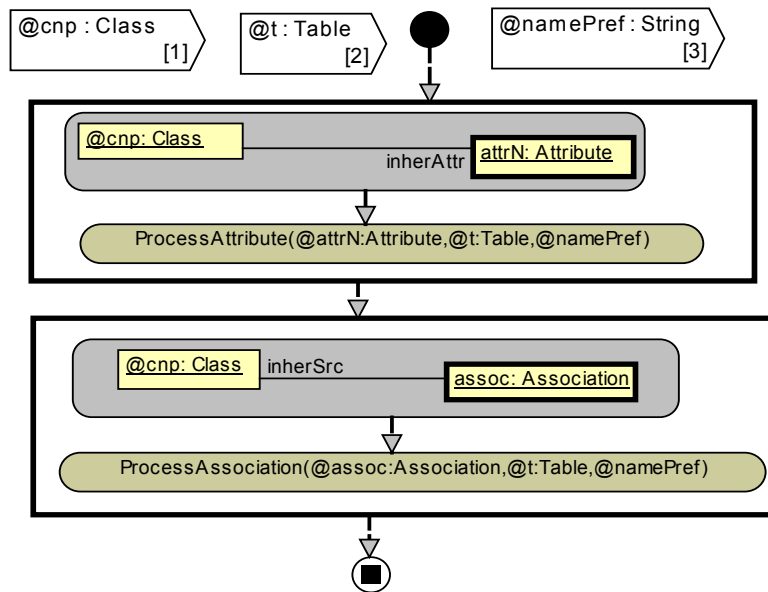 @cnp : Class
[1]
@t : Table
[2]
@namePref : String
[3]
@cnp: Class
inherAttr
attrN: Attribute
ProcessAttribute(@attrN:Attribute,@t:Table,@namePref)
@cnp: Class
inherSrc
assoc: Association
ProcessAssociation(@assoc:Association,@t:Table,@namePref)